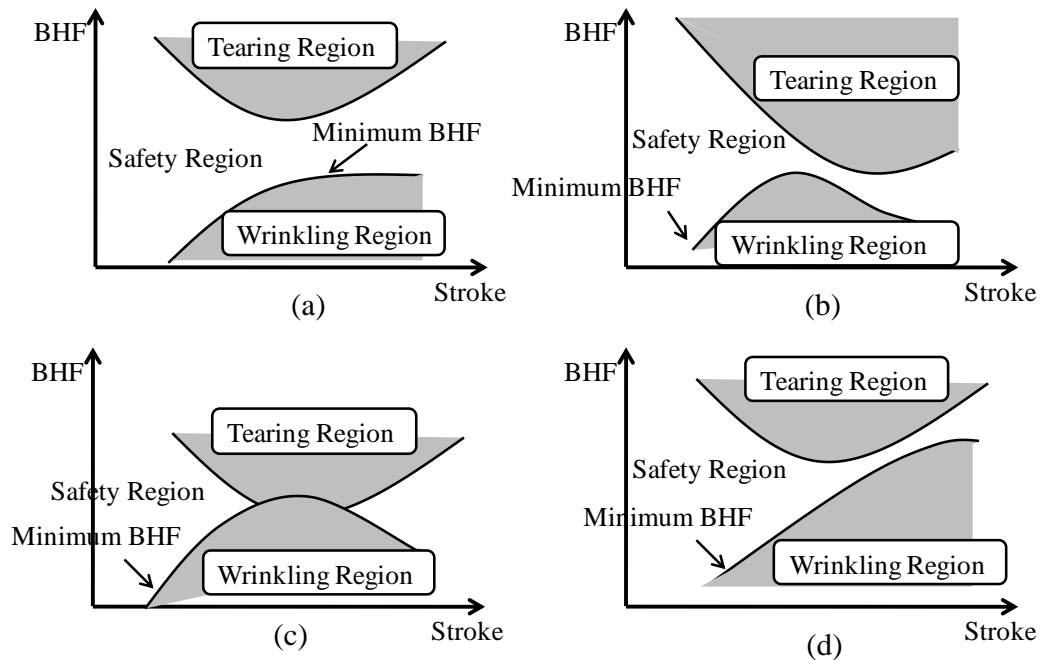 BHF
Tearing Region
Minimum BHF
Safety Region
Wrinkling Region
Stroke
(a)
BHF
Tearing Region
Safety Region
Minimum BHF
Wrinkling Region
Stroke
(b)
BHF
Tearing Region
Safety Region
Minimum BHF
Wrinkling Region
Stroke
(c)
BHF
Tearing Region
Safety Region
Minimum BHF
Wrinkling Region
Stroke
(d)